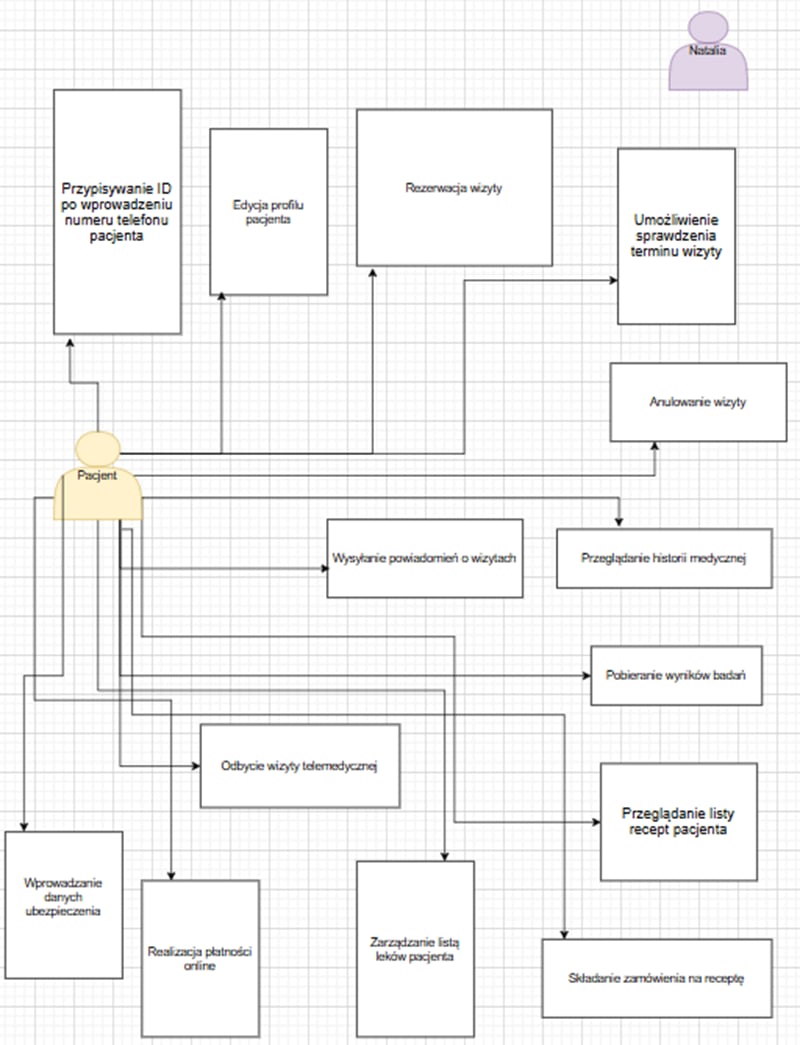 Natalia
Przypisywanie ID
po wprowadzeniu
numeru telefonu
pacjenta
Edycja profilu
pacjenta
Rezerwacja wizyty
Umożliwienie
sprawdzenia
terminu wizyty
Anulowanie wizyty
Pacjent
Wysyłanie powiadomień o wizytach
Przeglądanie historii medycznej
Pobieranie wyników badań
Odbycie wizyty telemedycznej
Przeglądanie listy
recept pacjenta
Wprowadzanie
danych
ubezpieczenia
Realizacja płatności
online
Zarządzanie listą
leków pacjenta
Składanie zamówienia na receptę